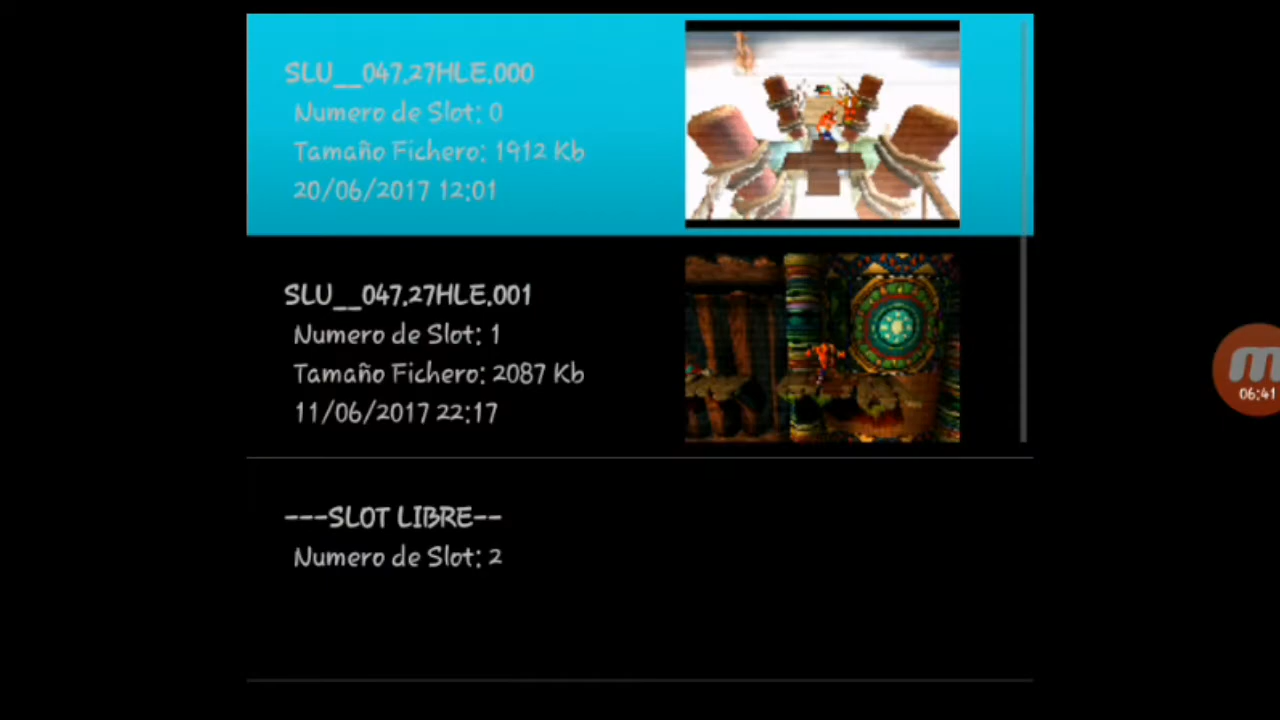 SLU__047.27HLE.000
Numero de Slot: 0
Tamaño Fichero: 1912 Kb
20/06/2017 12:01
SLU__047.27HLE.001
Numero de Slot: 1
Tamaño Fichero: 2087 Kb
11/06/2017 22:17
06:41
---SLOT LIBRE--
Numero de Slot: 2